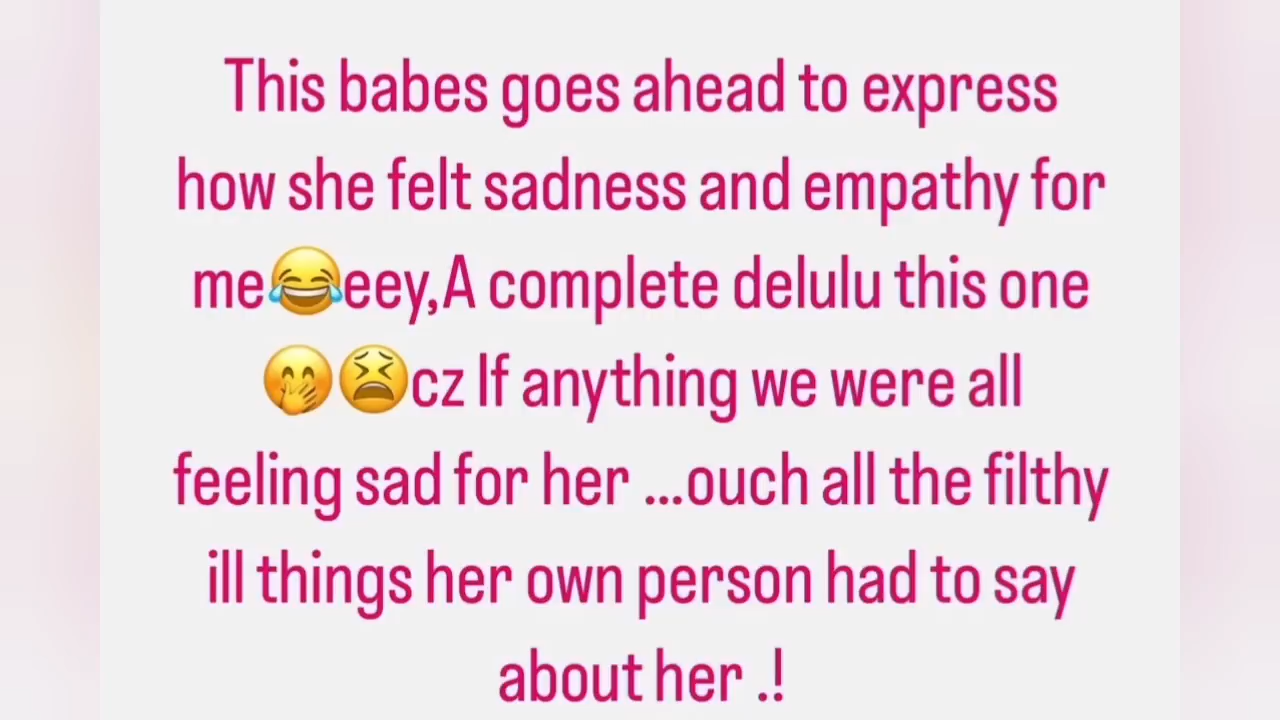 This babes goes ahead to express
how she felt sadness and empathy for
me😂eey,A complete delulu this one
🤭😫cz If anything we were all
feeling sad for her ...ouch all the filthy
ill things her own person had to say
about her .!